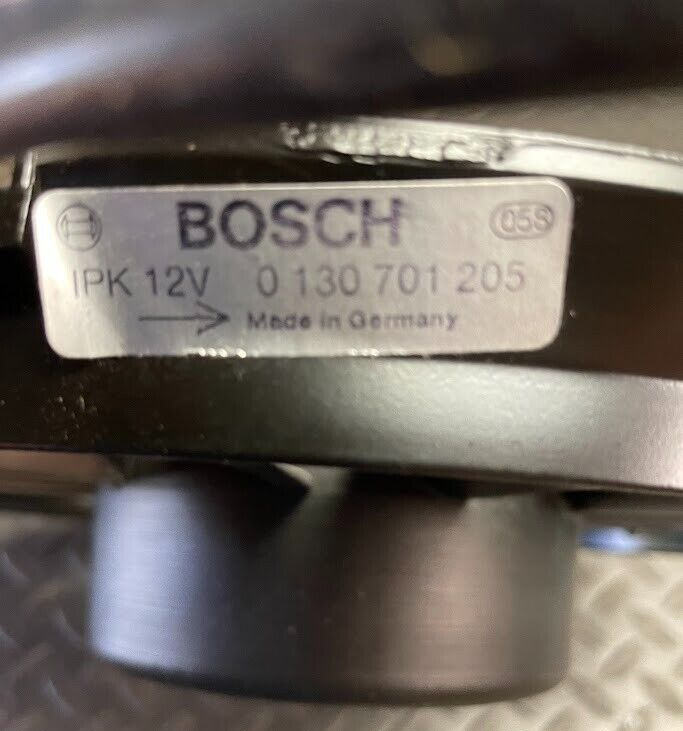 BOSCH 05S
IPK 12V 0 130 701 205
Made in Germany